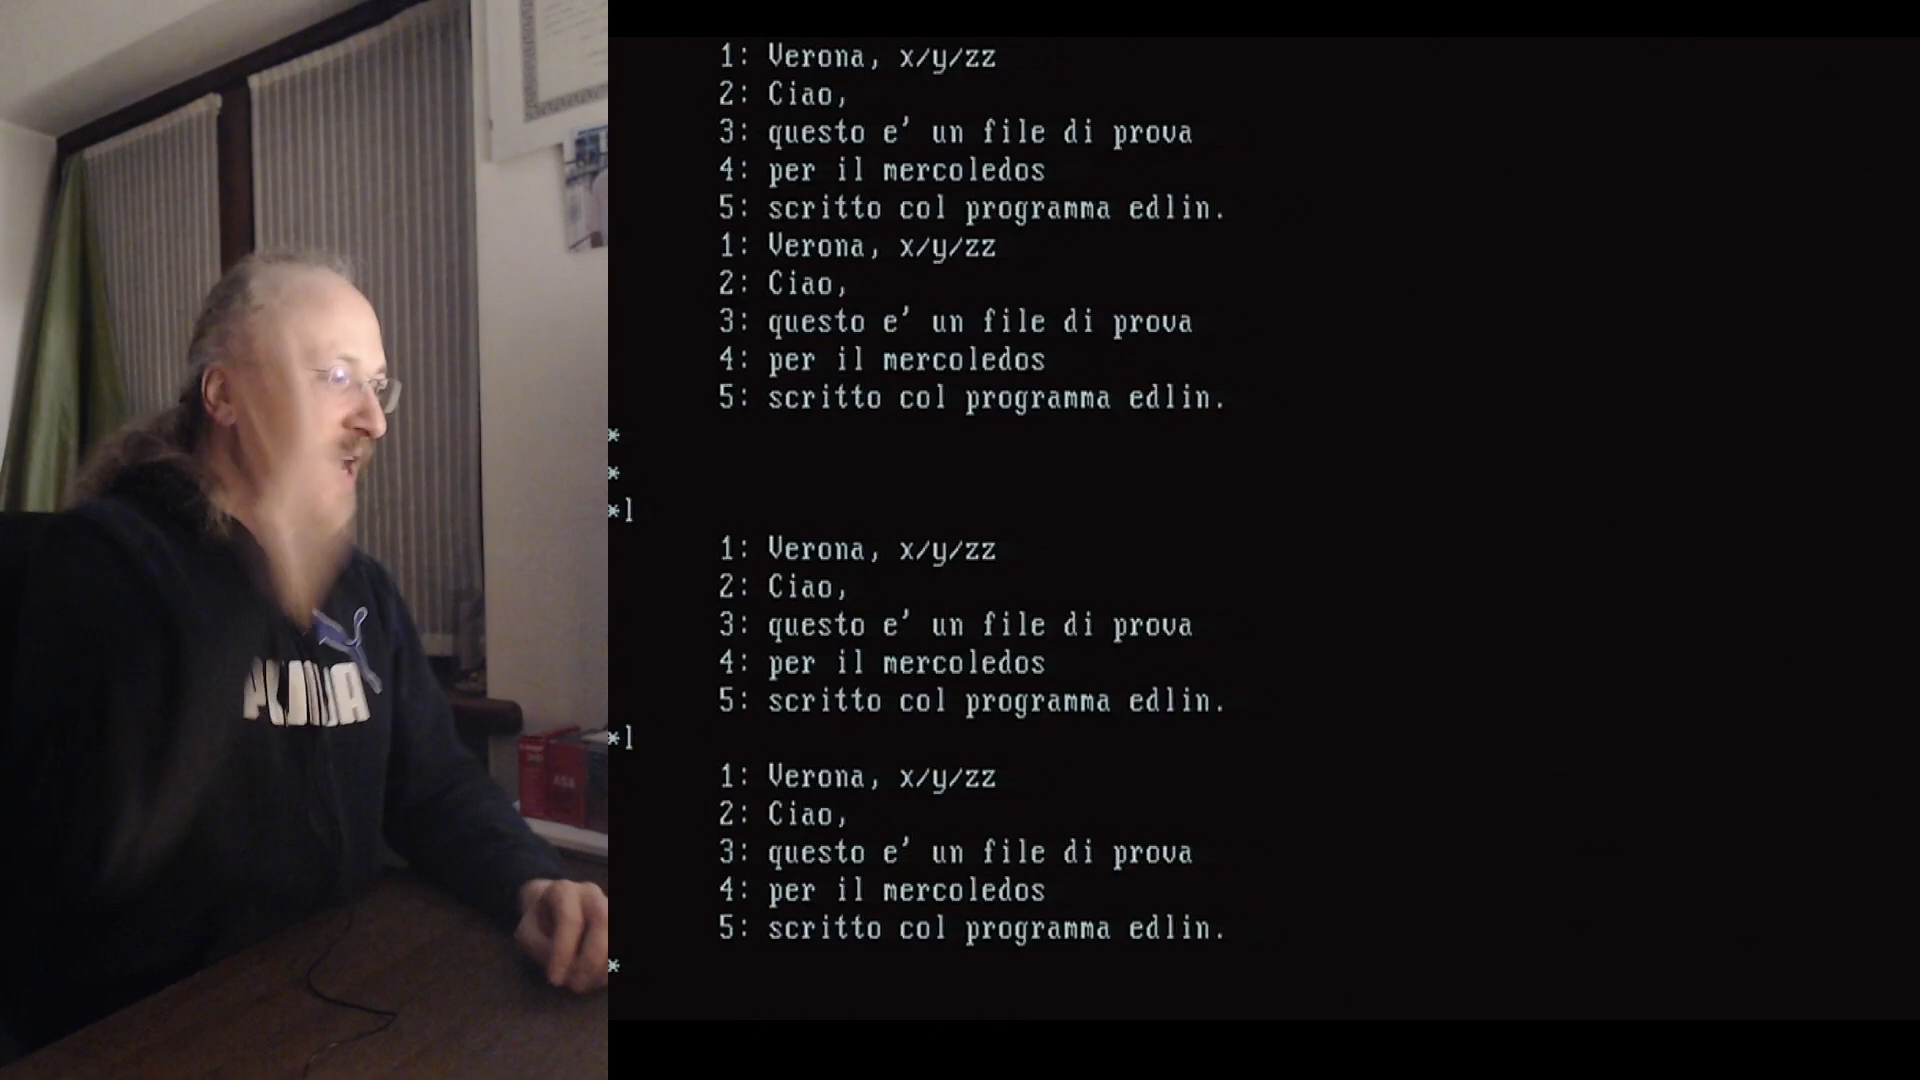 1: Verona, x/y/zz
2: Ciao,
3: questo e' un file di prova
4: per il mercoledos
5: scritto col programma edlin.
1: Verona, x/y/zz
2: Ciao,
3: questo e' un file di prova
4: per il mercoledos
5: scritto col programma edlin.
*
*
*l
1: Verona, x/y/zz
2: Ciao,
3: questo e' un file di prova
4: per il mercoledos
5: scritto col programma edlin.
*l
1: Verona, x/y/zz
2: Ciao,
3: questo e' un file di prova
4: per il mercoledos
5: scritto col programma edlin.
*
PUMA